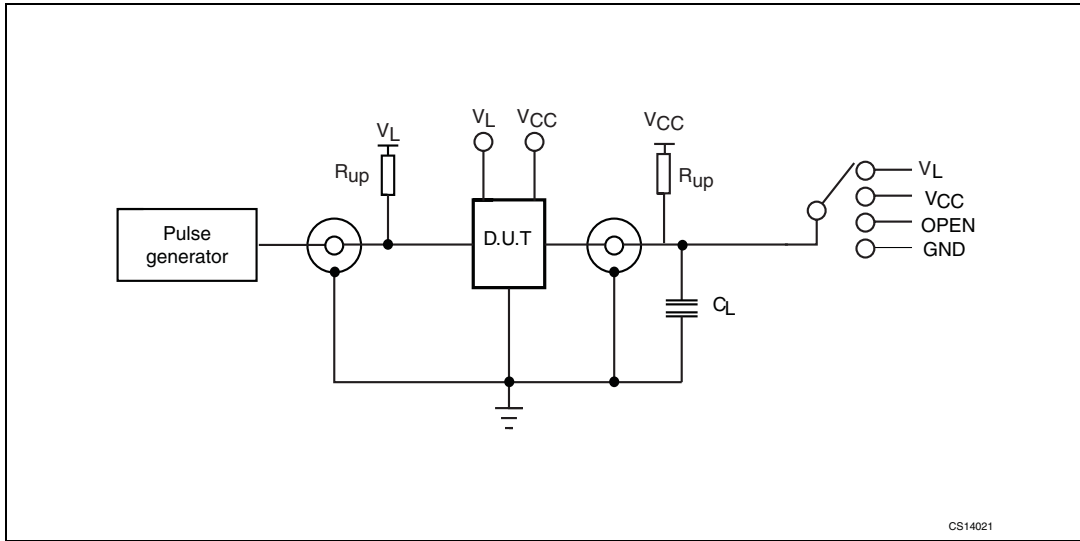 VL
VCC
VCC
VL
Rup
Rup
VL
VCC
OPEN
GND
Pulse
generator
D.U.T
CL
CS14021